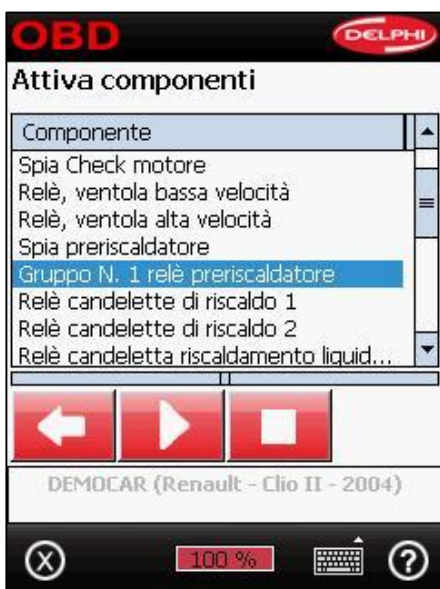 OBD
DELPHI
Attiva componenti
Componente
Spia Check motore
Relè, ventola bassa velocità
Relè, ventola alta velocità
Spia preriscaldatore
Gruppo N. 1 relè preriscaldatore
Relè candelette di riscaldo 1
Relè candelette di riscaldo 2
Relè candeletta riscaldamento liquid...
DEMOCAR (Renault - Clio II - 2004)
100 %
?